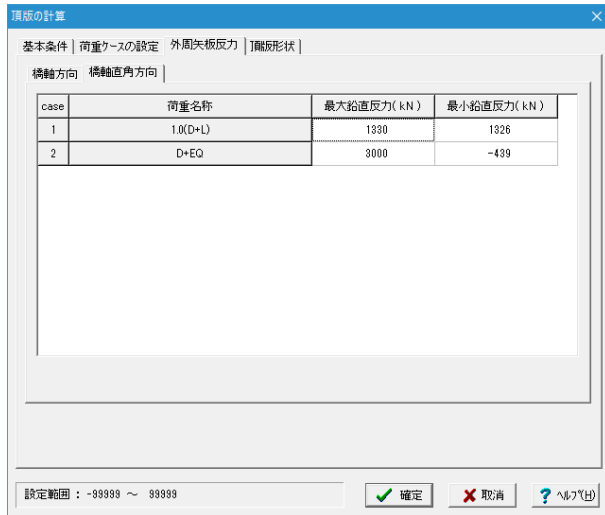 頂版の計算
基本条件 荷重ケースの設定 外周矢板反力 頂版形状
橋軸方向 橋軸直角方向
case 荷重名称 最大鉛直反力(kN) 最小鉛直反力(kN)
1 1.0(D+L) 1330 1326
2 D+EQ 3000 -439
設定範囲 : -99999 ～ 99999
確定 取消 ? ヘルプ(H)